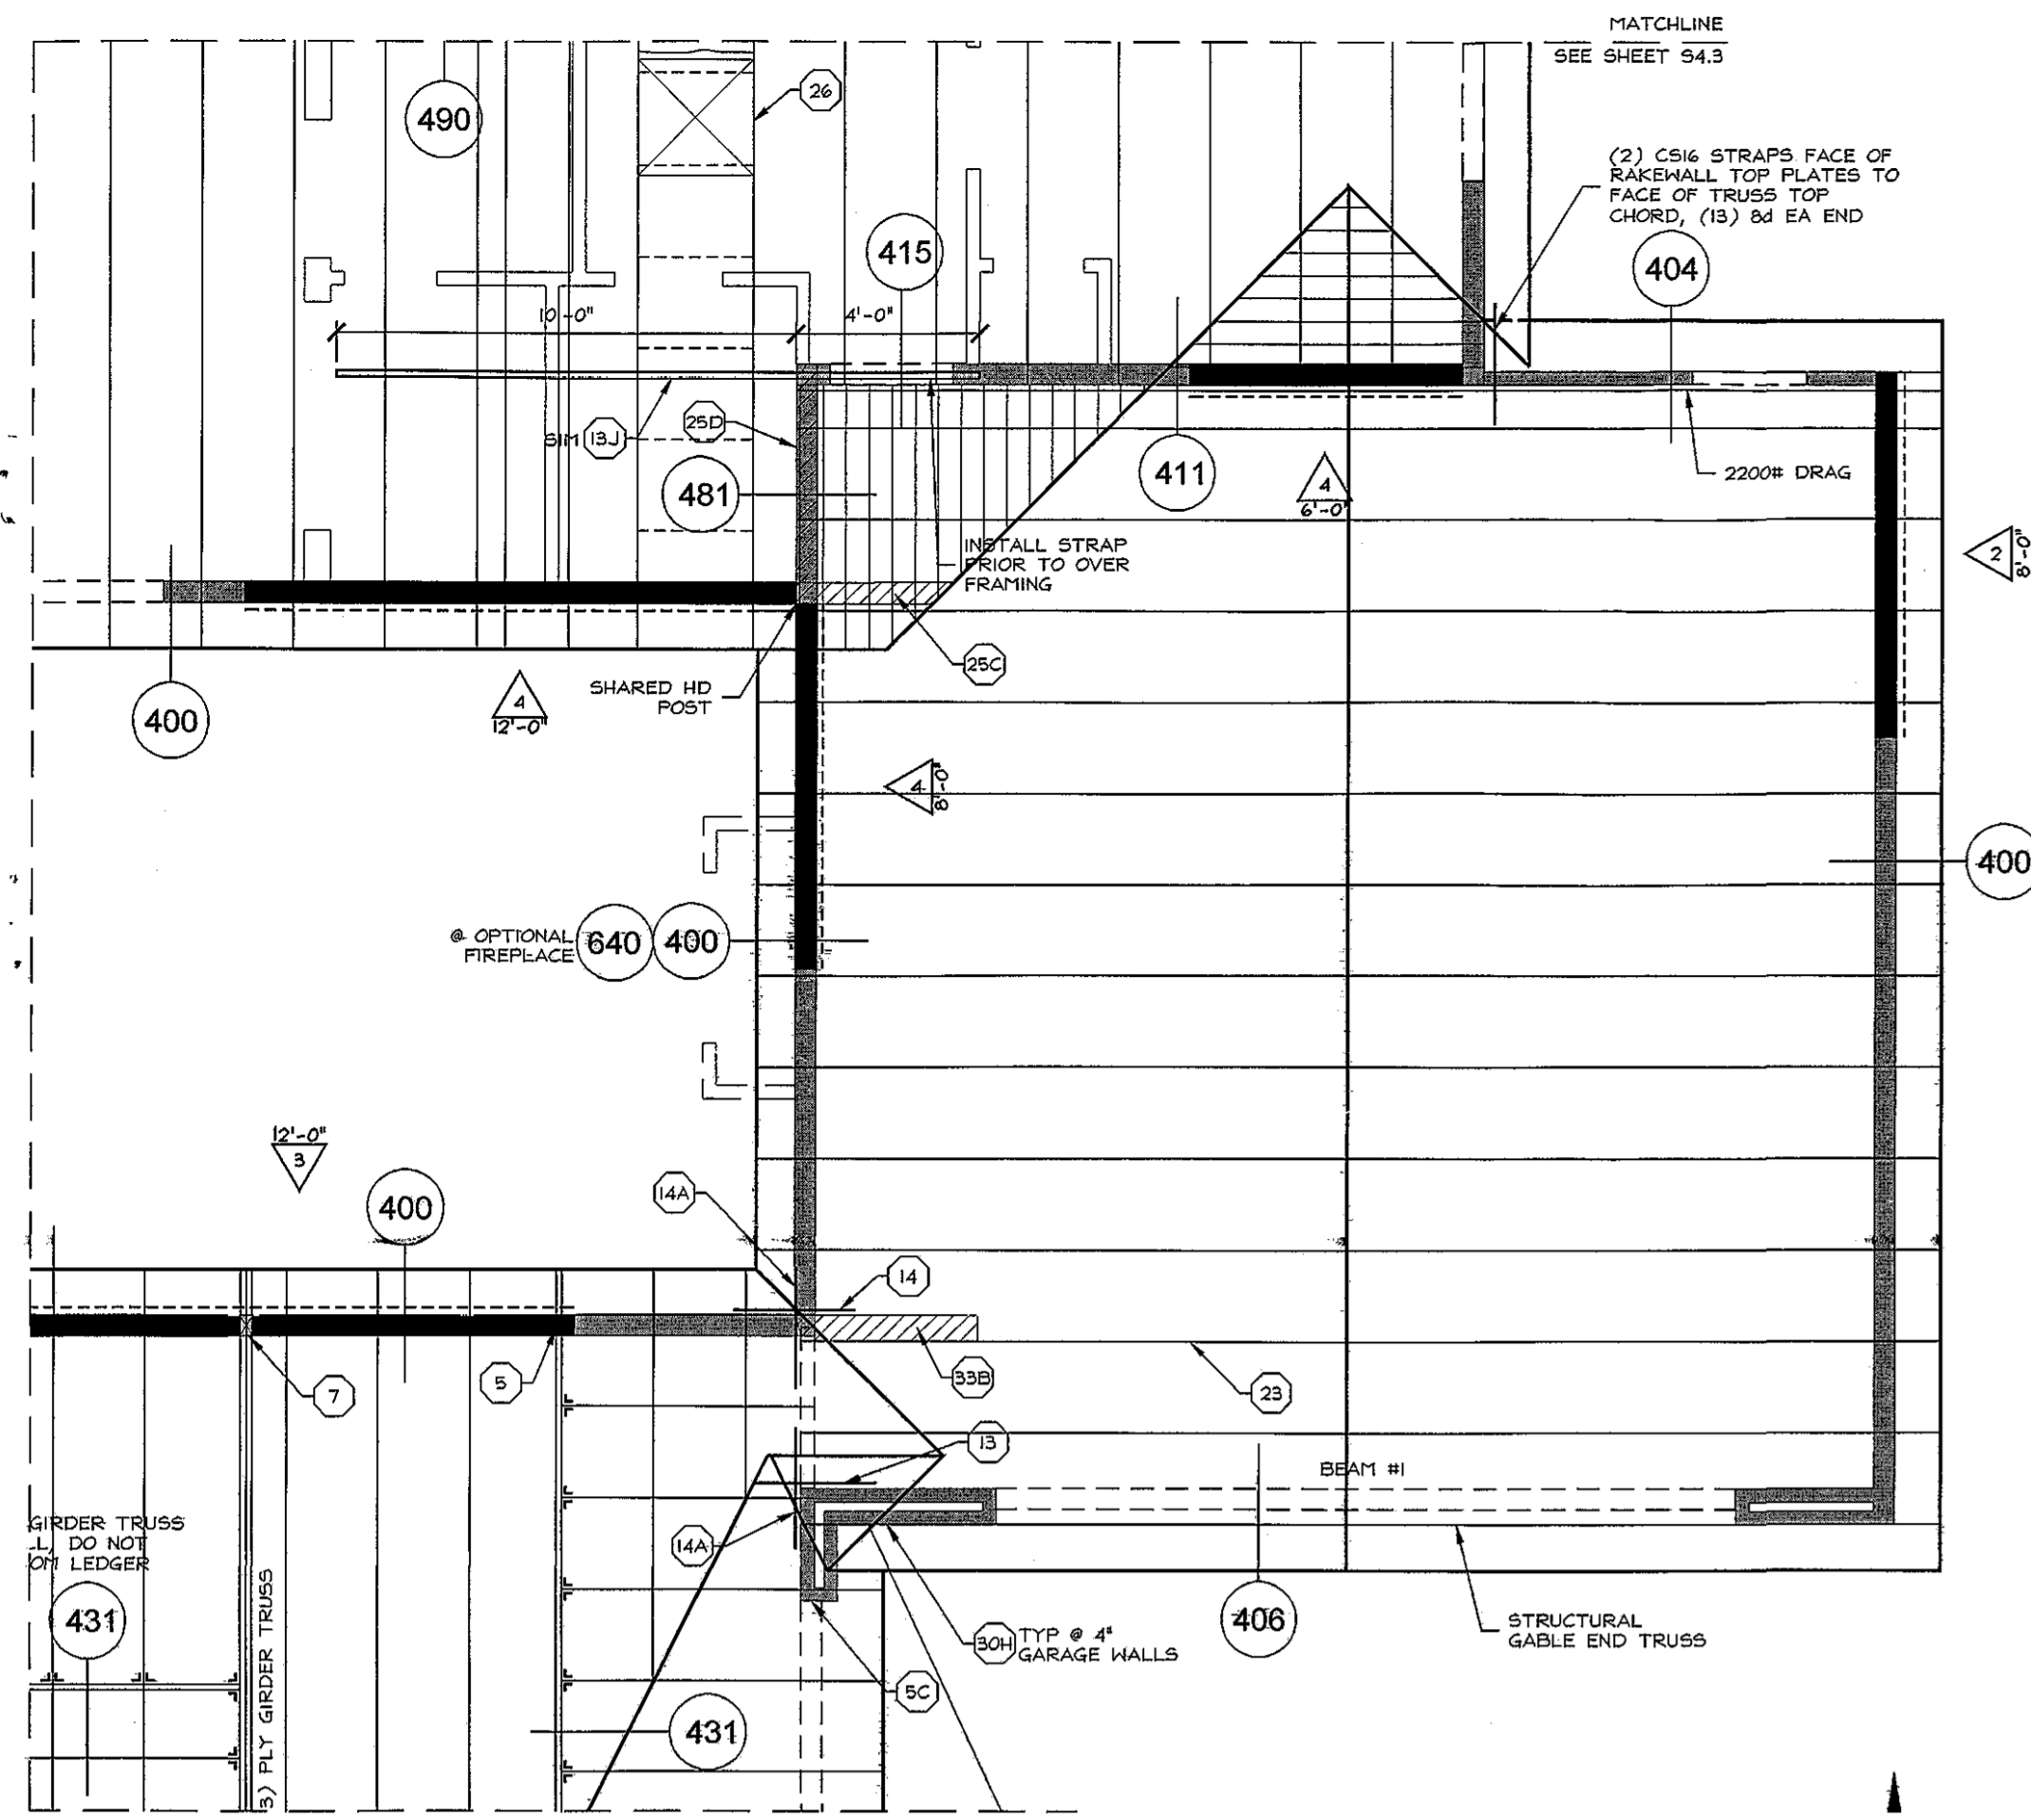 MATCHLINE
SEE SHEET S4.3
490
26
(2) CS16 STRAPS FACE OF
RAKEWALL TOP PLATES TO
FACE OF TRUSS TOP
CHORD, (13) 8d EA END
415
404
10'-0"
4'-0"
25D
SIM 13J
481
411
4
6'-0"
2200# DRAG
INSTALL STRAP
PRIOR TO OVER
FRAMING
2
8'-0"
25C
SHARED HD
POST
400
4
12'-0"
4
8'-0"
400
@ OPTIONAL
FIREPLACE
640
400
12'-0"
3
400
14A
14
7
5
33B
23
13
BEAM #1
GIRDER TRUSS
LL, DO NOT
OM LEDGER
14A
431
3) PLY GIRDER TRUSS
30H
TYP @ 4"
GARAGE WALLS
406
STRUCTURAL
GABLE END TRUSS
5C
431